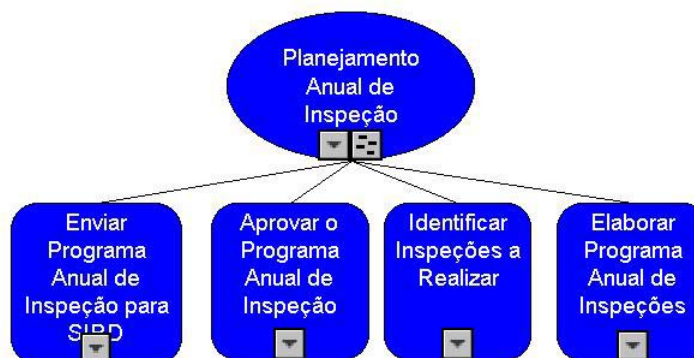 Planejamento
Anual de
Inspeção
Enviar
Programa
Anual de
Inspeção para
Aprovar o
Programa
Anual de
Inspeção
Identificar
Inspeções a
Realizar
Elaborar
Programa
Anual de
Inspeções